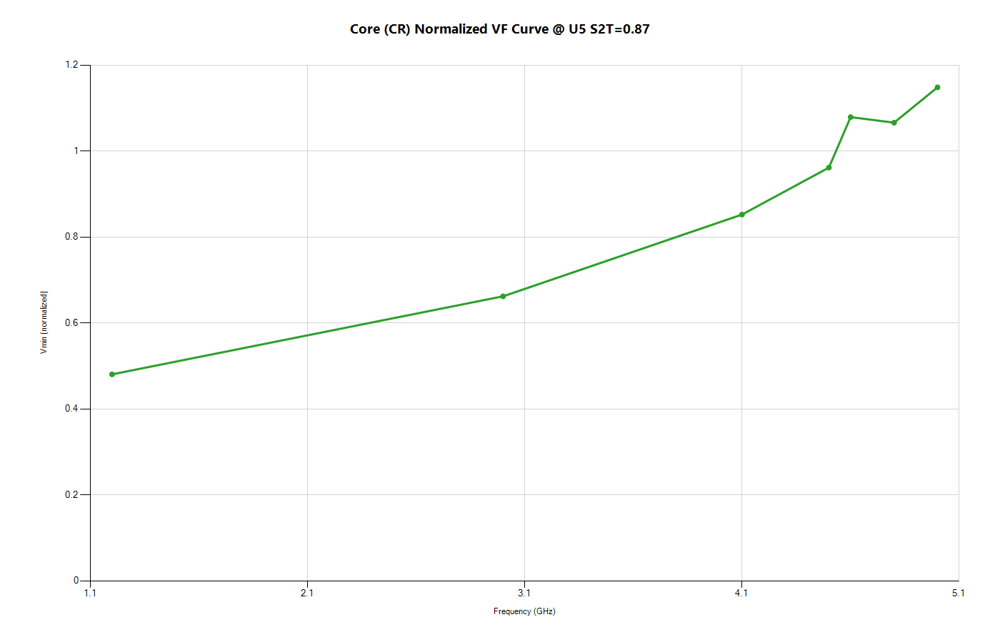 Core (CR) Normalized VF Curve @ U5 S2T=0.87
1.2
1
0.8
0.6
0.4
0.2
0
Vmin (normalized)
1.1 2.1 3.1 4.1 5.1
Frequency (GHz)